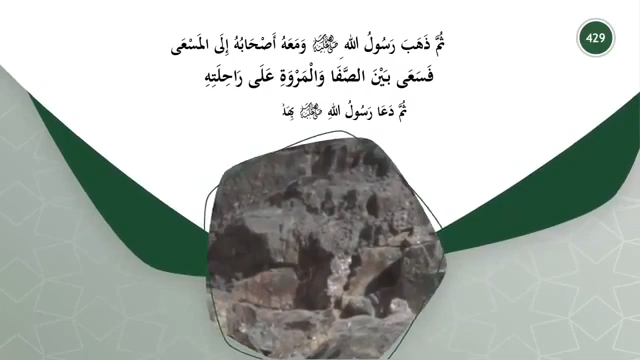 ثُمَّ ذَهَبَ رَسُولُ اللهِ ﷺ وَمَعَهُ أَصْحَابُهُ إِلَى المَسْعَى
فَسَعَى بَيْنَ الصَّفَا وَالْمَرْوَةِ عَلَى رَاحِلَتِهِ
ثُمَّ دَعَا رَسُولُ اللهِ ﷺ
429